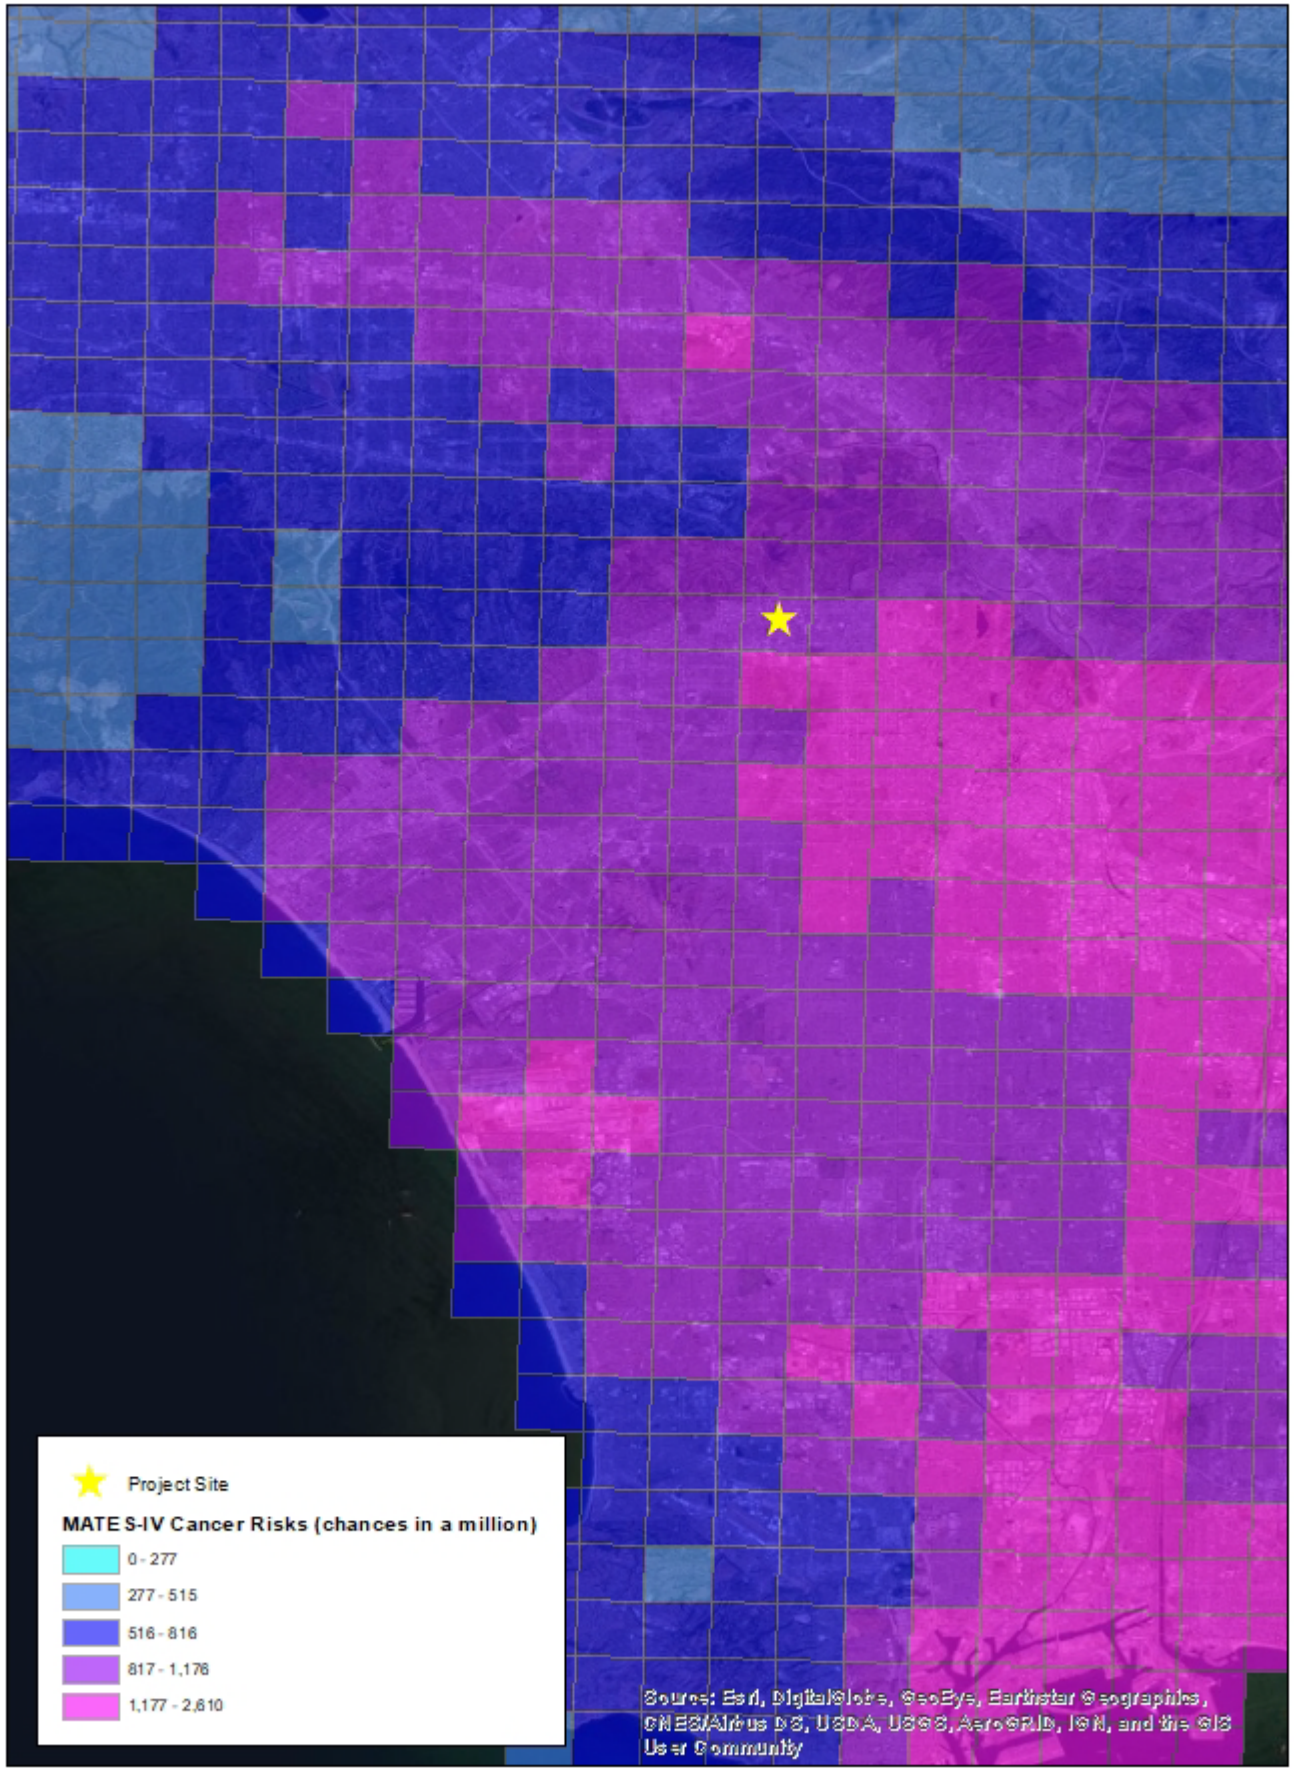 Project Site
MATES-IV Cancer Risks (chances in a million)
0 - 277
277 - 515
516 - 816
817 - 1,176
1,177 - 2,610
Source: Esri, DigitalGlobe, GeoEye, Earthstar Geographics,
CNES/Airbus DS, USDA, USGS, AeroGRID, IGN, and the GIS
User Community